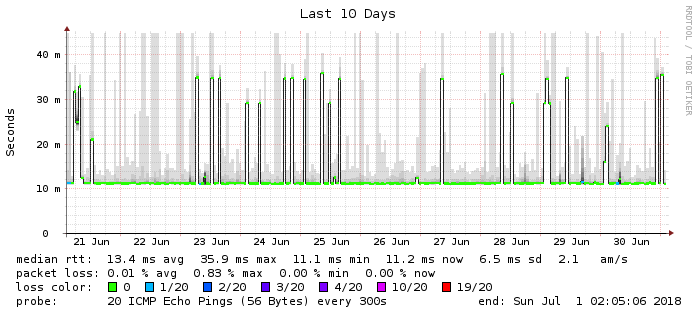 Last 10 Days
RRDTOOL / TOBI OETIKER
Seconds
40 m
30 m
20 m
10 m
0
21 Jun 22 Jun 23 Jun 24 Jun 25 Jun 26 Jun 27 Jun 28 Jun 29 Jun 30 Jun
median rtt: 13.4 ms avg 35.9 ms max 11.1 ms min 11.2 ms now 6.5 ms sd 2.1 am/s
packet loss: 0.01 % avg 0.83 % max 0.00 % min 0.00 % now
loss color: 0 1/20 2/20 3/20 4/20 10/20 19/20
probe: 20 ICMP Echo Pings (56 Bytes) every 300s end: Sun Jul 1 02:05:06 2018